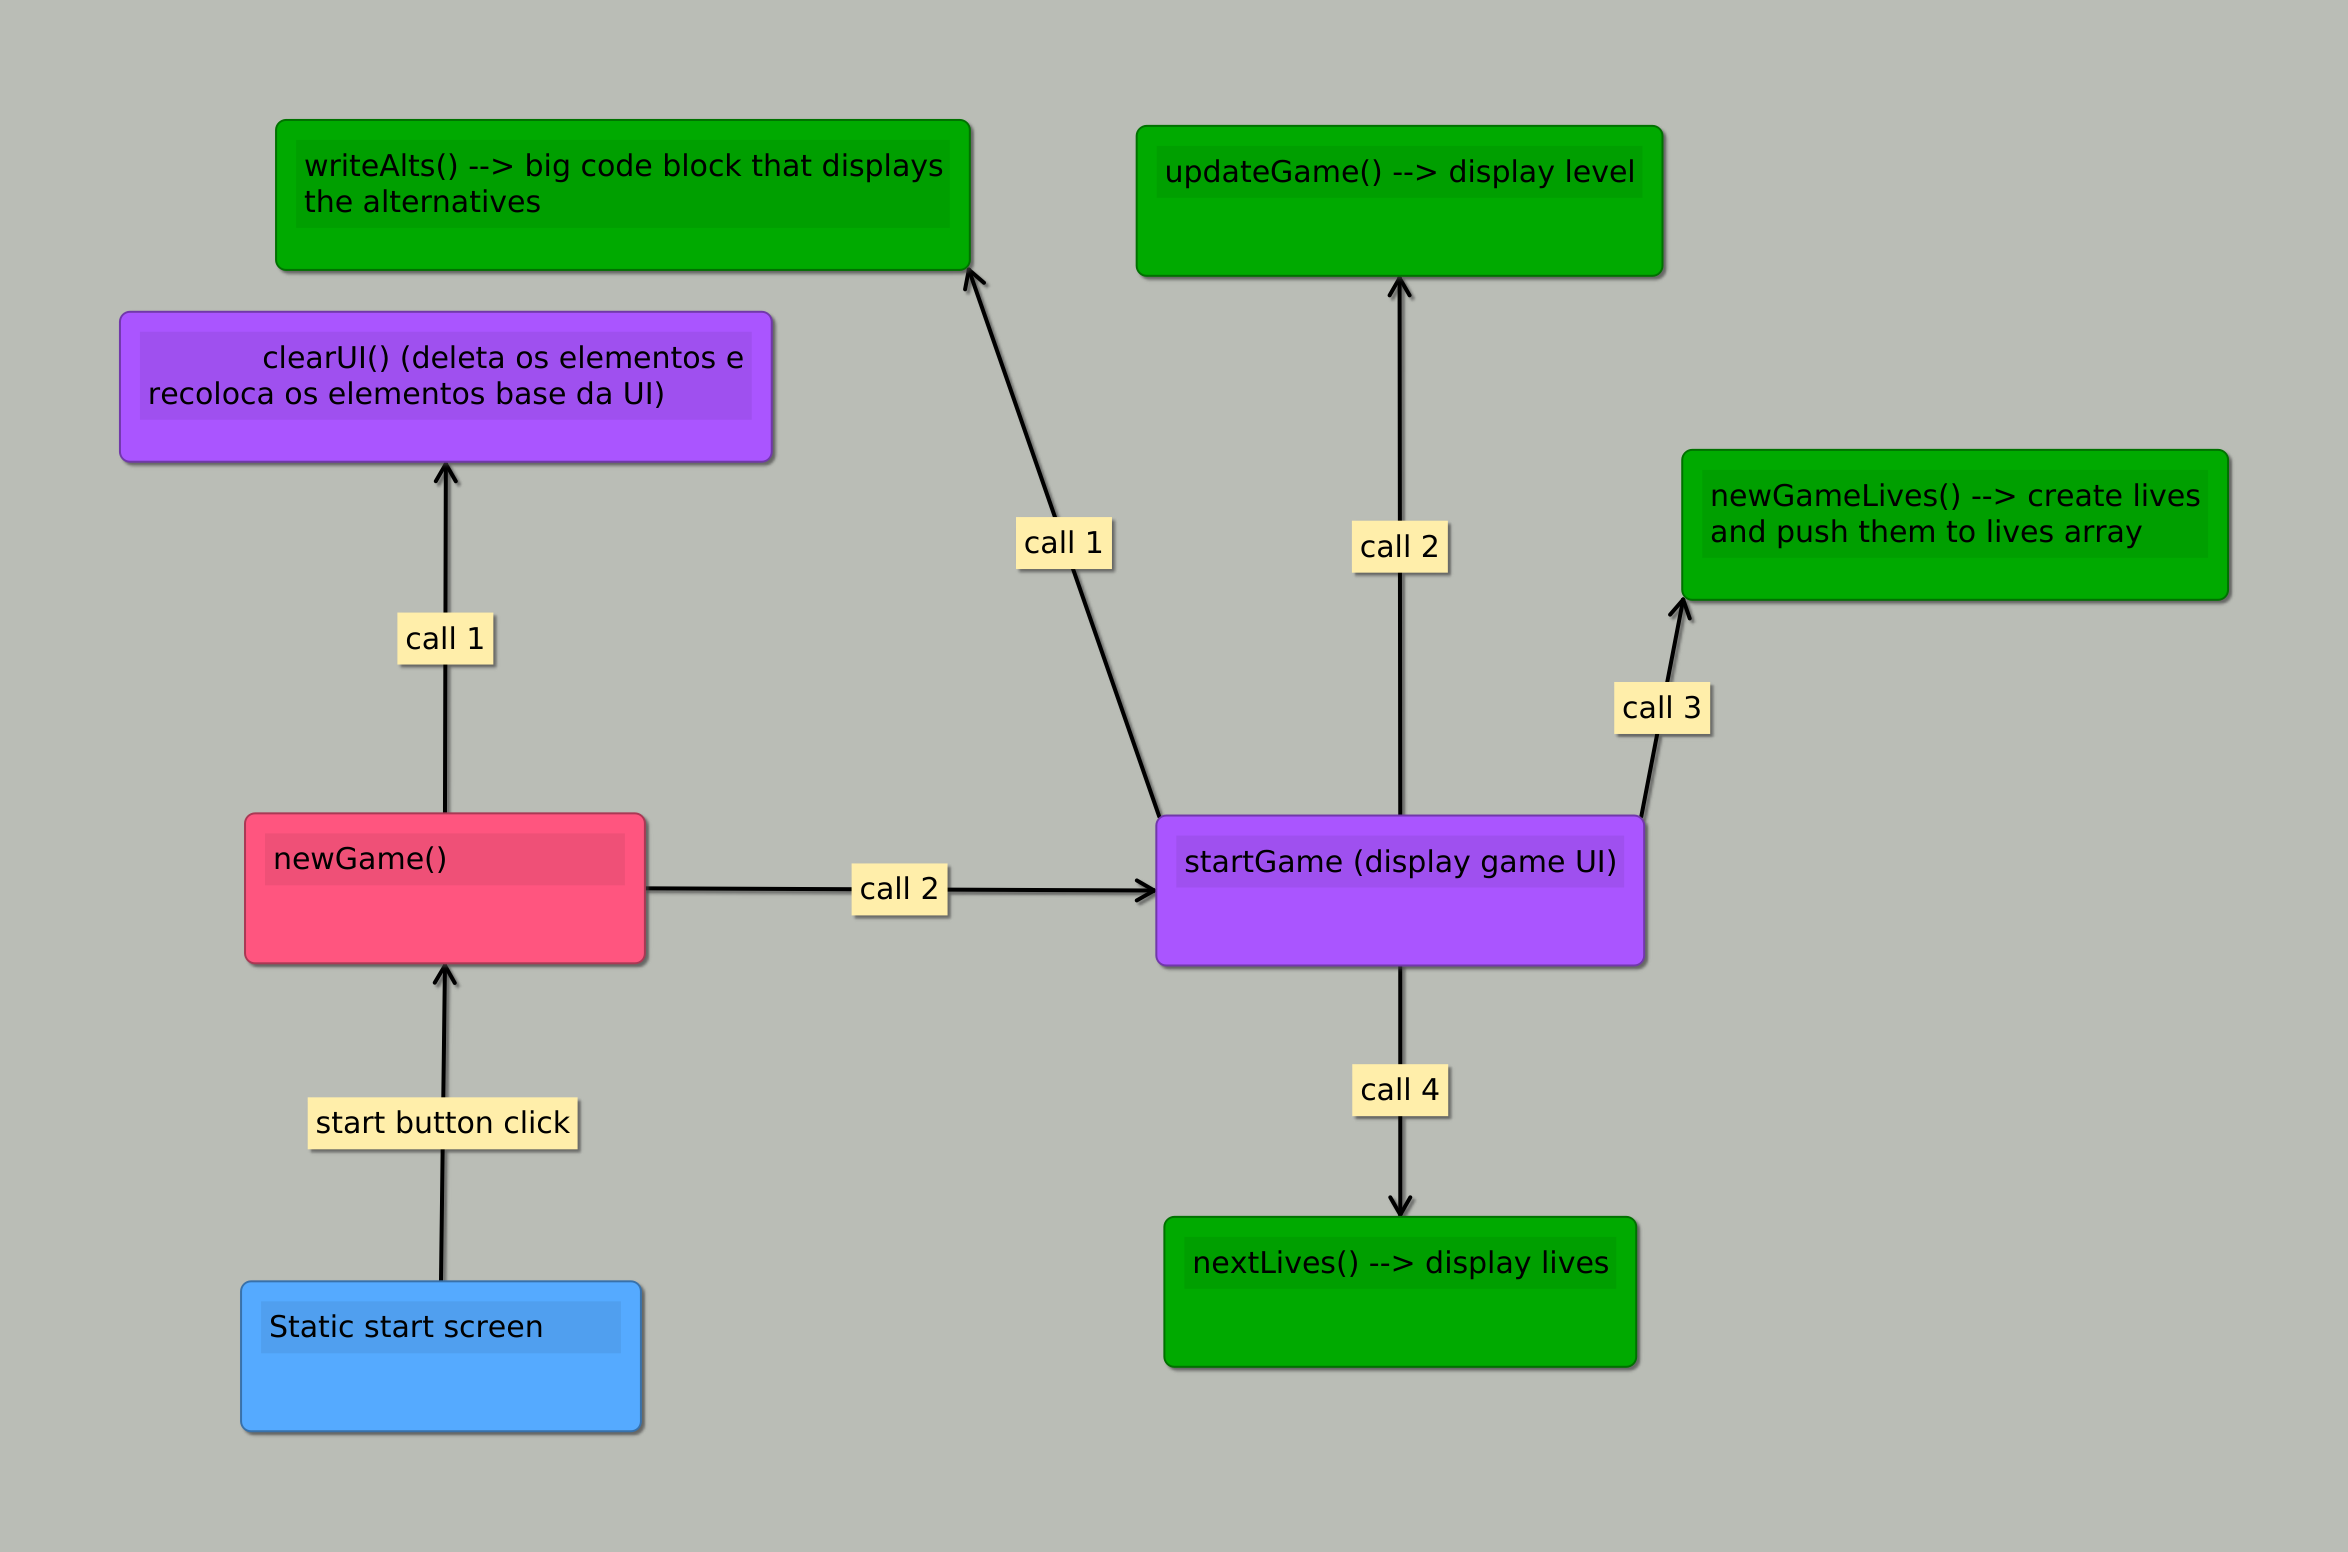 writeAlts() --> big code block that displays
the alternatives
updateGame() --> display level
clearUI() (deleta os elementos e
recoloca os elementos base da UI)
newGameLives() --> create lives
and push them to lives array
call 1
call 2
call 1
call 3
newGame()
call 2
startGame (display game UI)
call 4
start button click
nextLives() --> display lives
Static start screen